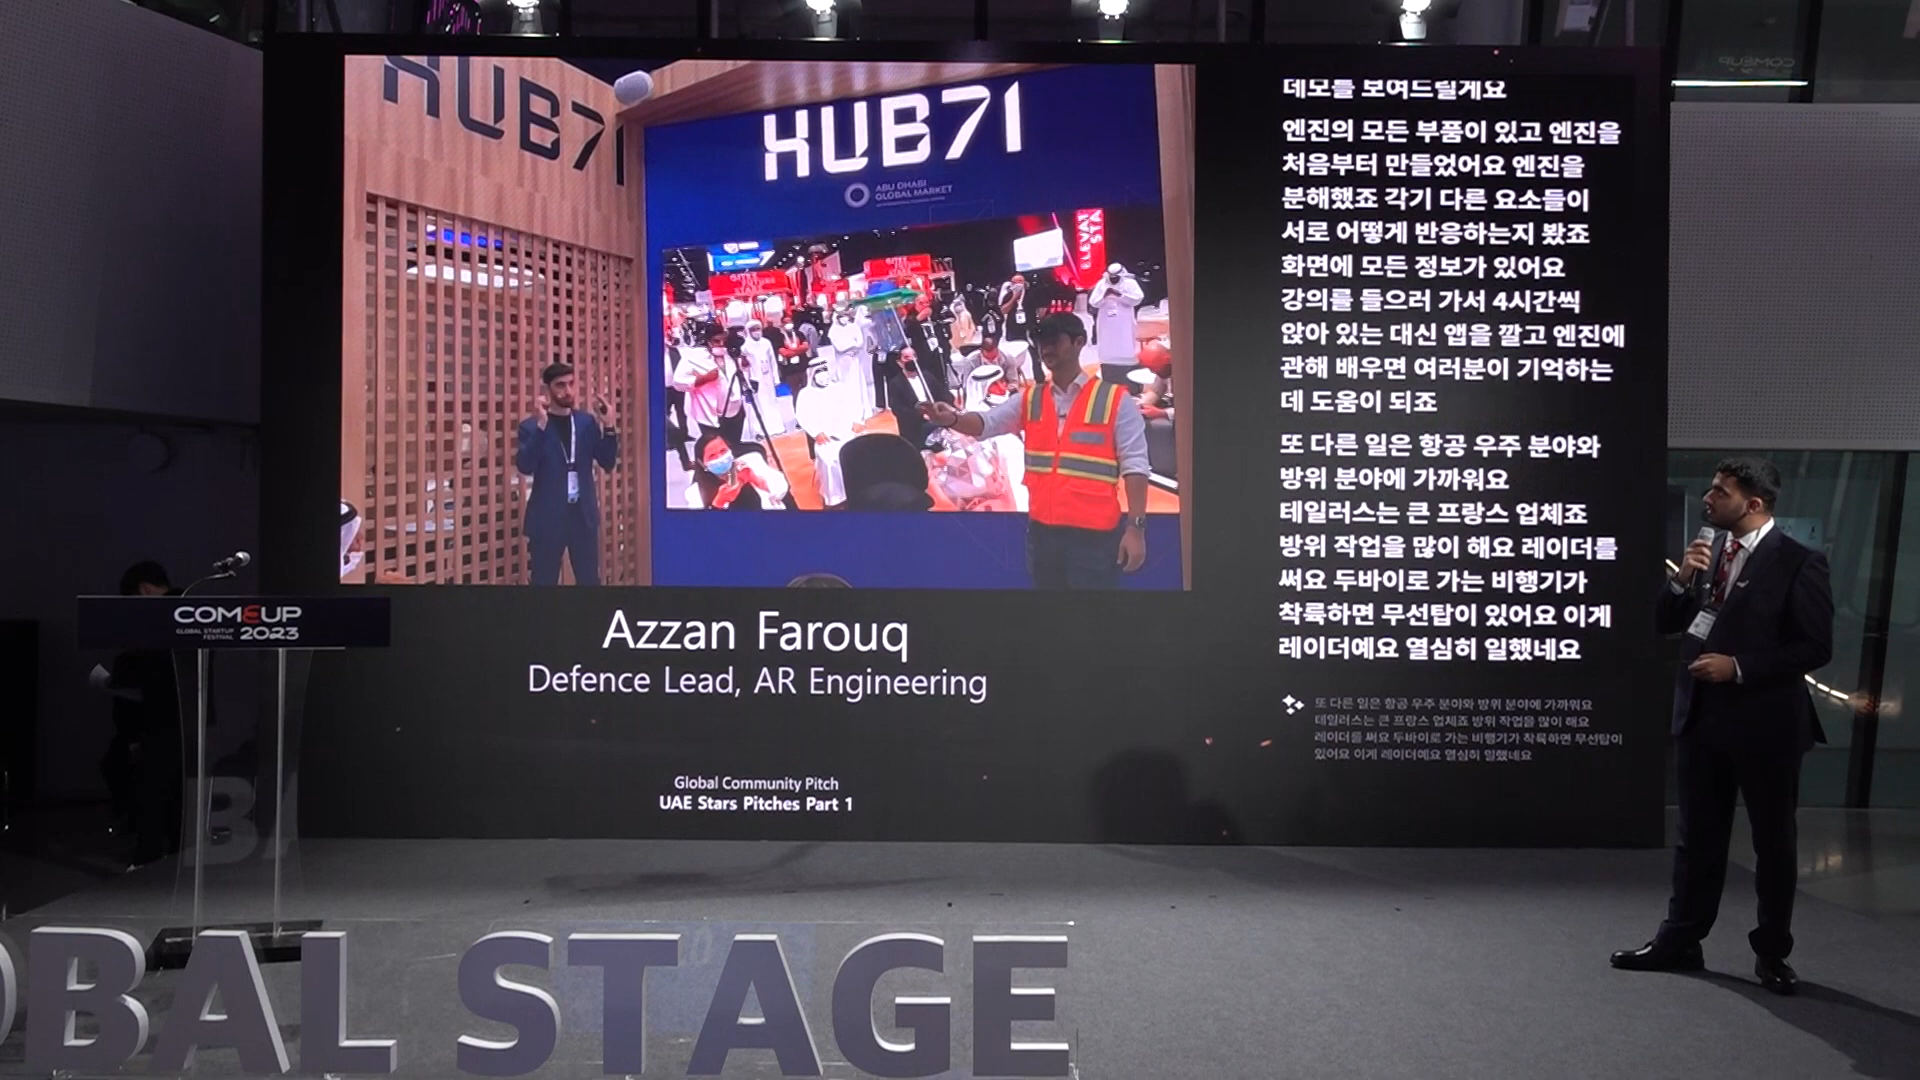 COMEUP
HUB71
HUB71
ABU DHABI
GLOBAL MARKET
ELEVATE
데모를 보여드릴게요
엔진의 모든 부품이 있고 엔진을
처음부터 만들었어요 엔진을
분해했죠 각기 다른 요소들이
서로 어떻게 반응하는지 봤죠
화면에 모든 정보가 있어요
강의를 들으러 가서 4시간씩
앉아 있는 대신 앱을 깔고 엔진에
관해 배우면 여러분이 기억하는
데 도움이 되죠
또 다른 일은 항공 우주 분야와
방위 분야에 가까워요
테일러스는 큰 프랑스 업체죠
방위 작업을 많이 해요 레이더를
써요 두바이로 가는 비행기가
착륙하면 무선탑이 있어요 이게
레이더예요 열심히 일했네요
또 다른 일은 항공 우주 분야와 방위 분야에 가까워요
테일러스는 큰 프랑스 업체죠 방위 작업을 많이 해요
레이더를 써요 두바이로 가는 비행기가 착륙하면 무선탑이
있어요 이게 레이더예요 열심히 일했네요
Azzan Farouq
Defence Lead, AR Engineering
Global Community Pitch
UAE Stars Pitches Part 1
COMEUP
GLOBAL STARTUP
FESTIVAL 2023
OBAL STAGE